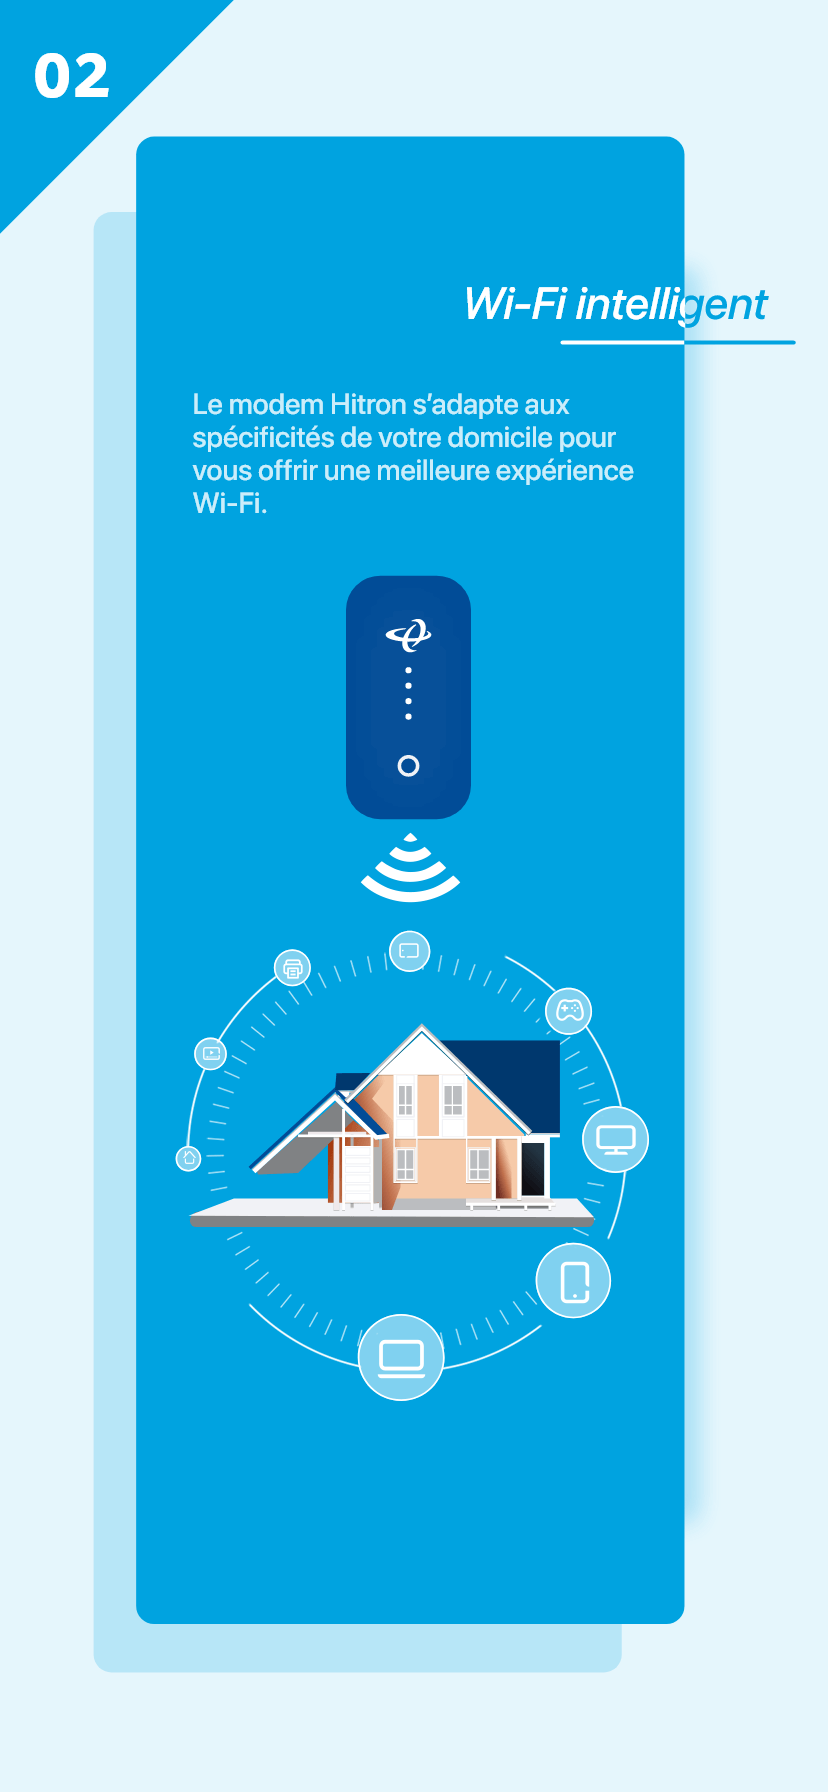 02
Wi-Fi intelligent
Le modem Hitron s’adapte aux
spécificités de votre domicile pour
vous offrir une meilleure expérience
Wi-Fi.